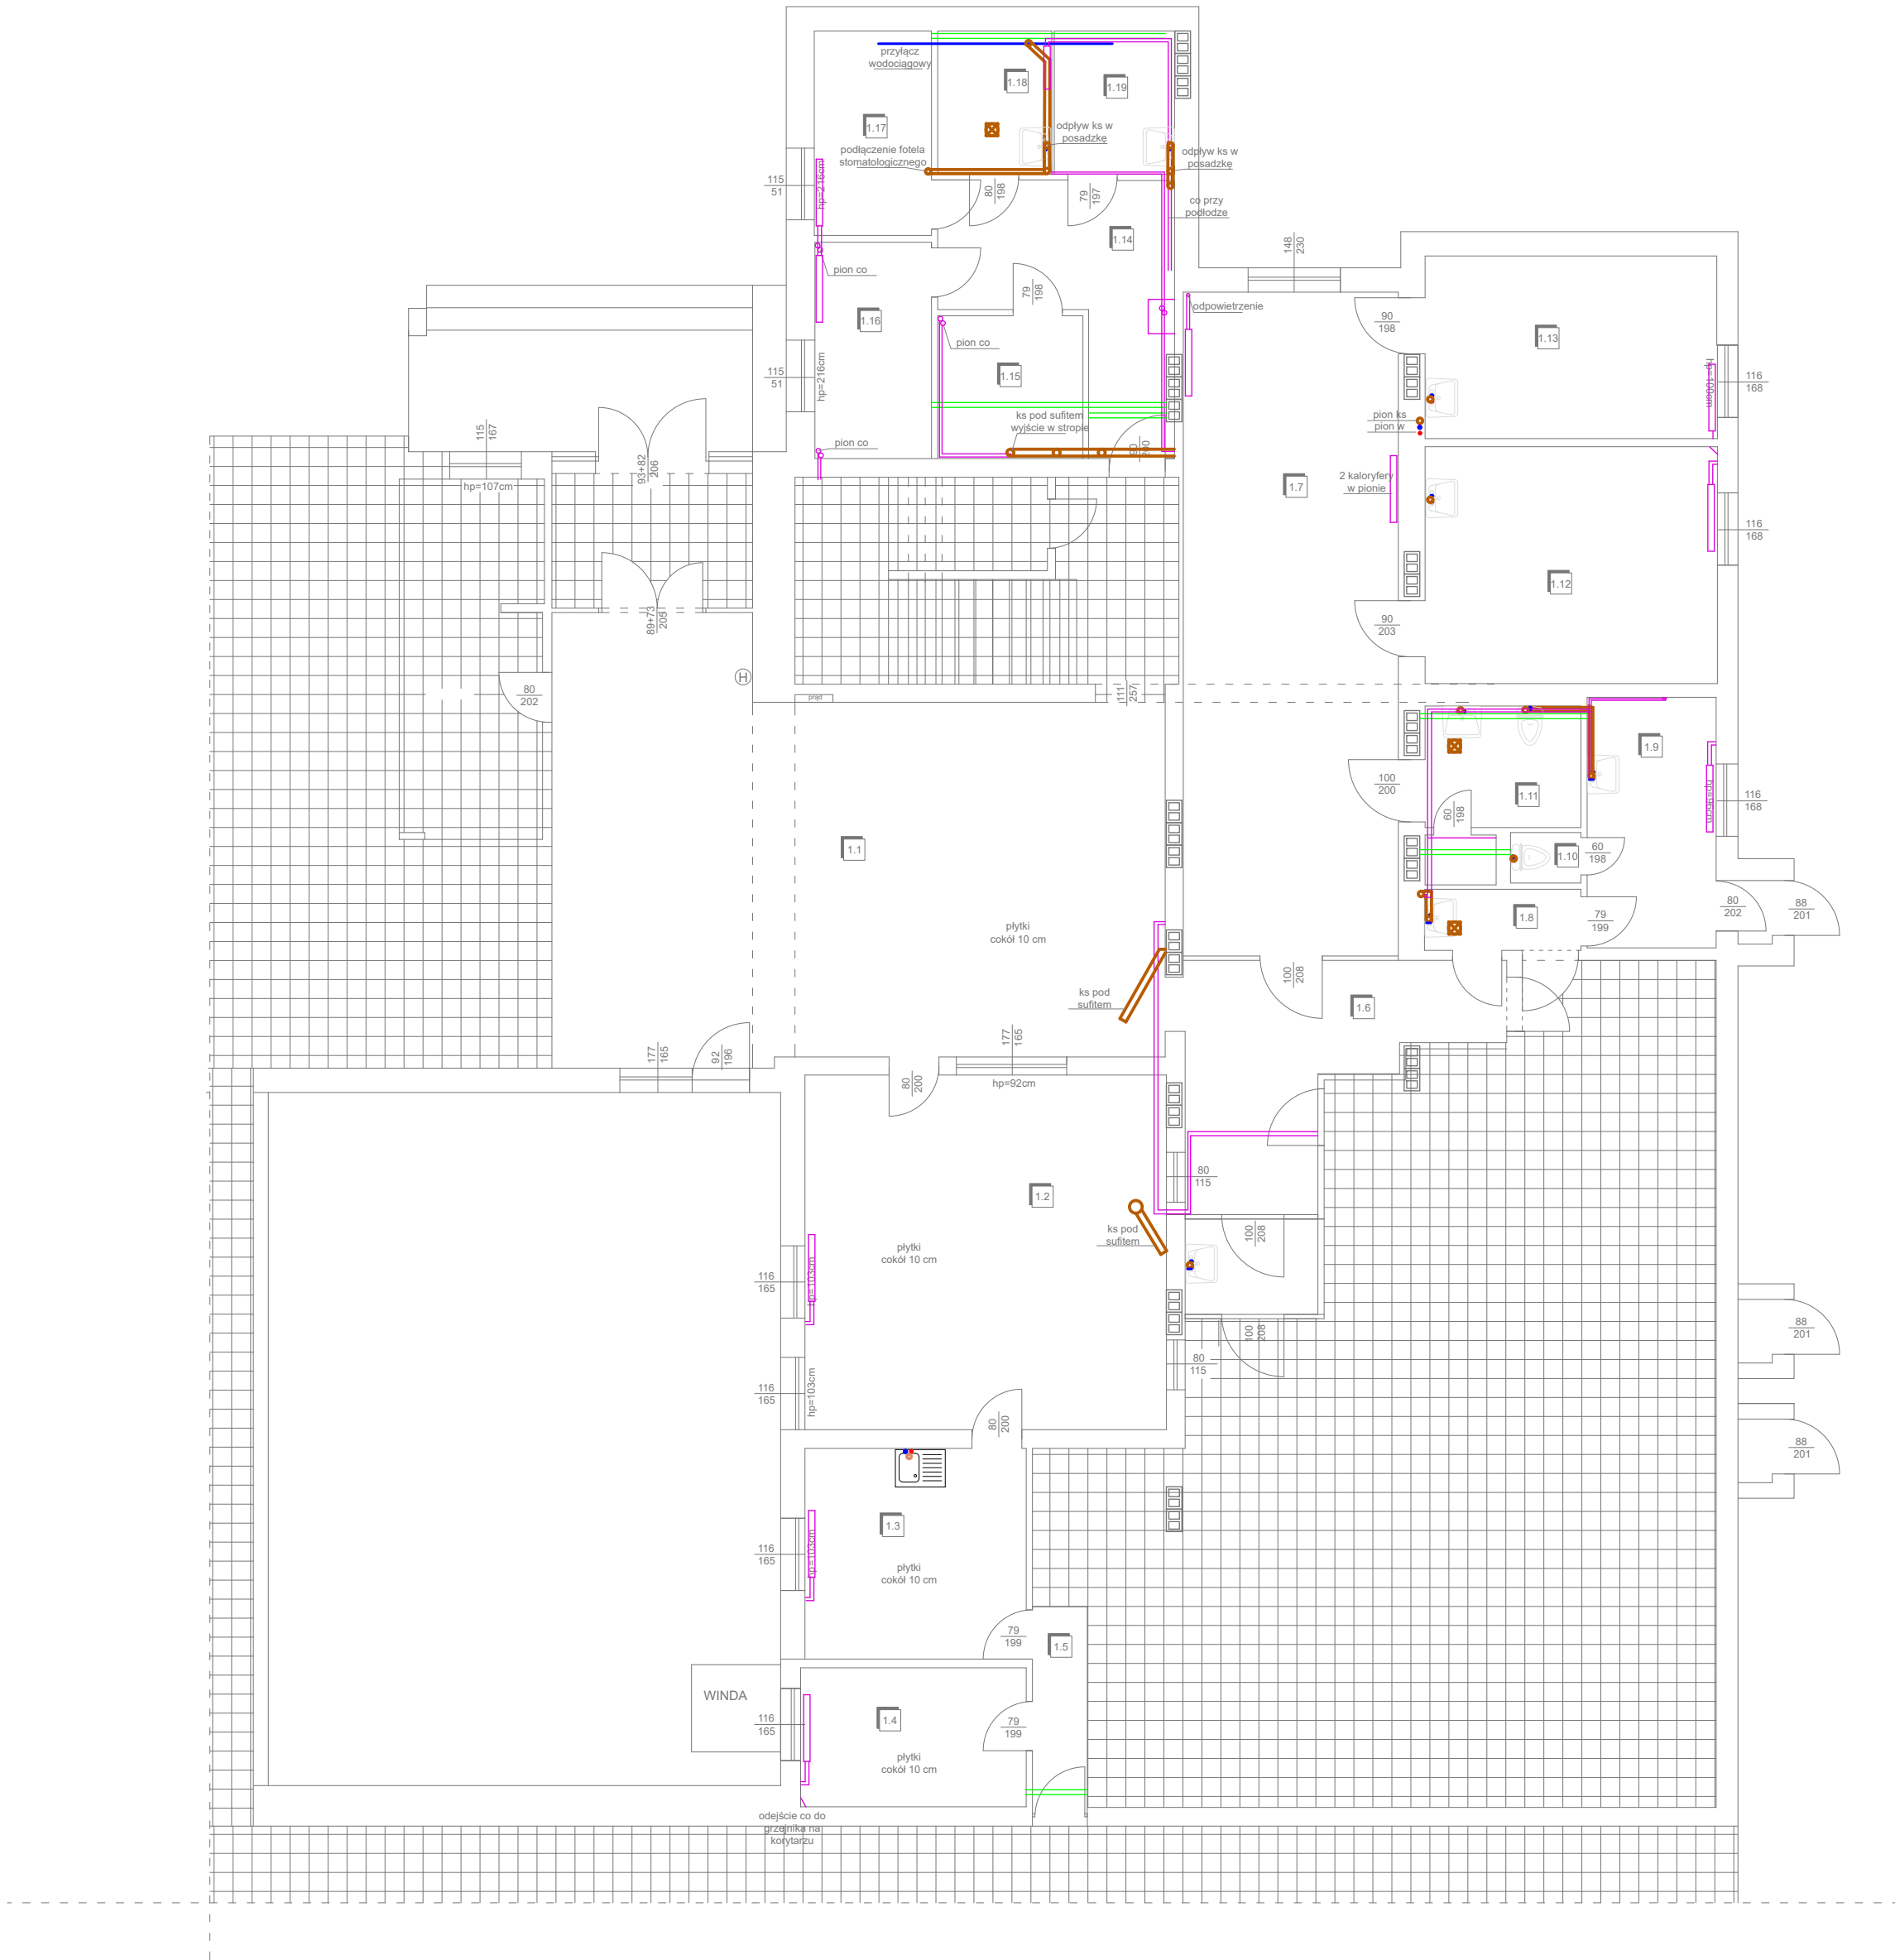 przyłącz
wodociągowy
1.18
1.19
1.17
odpływ ks w
posadzkę
podłączenie fotela
stomatologicznego
odpływ ks w
posadzkę
115
51
hp=216cm
80
198
79
197
co przy
podłodze
1.14
148
230
pion co
79
198
odpowietrzenie
1.16
90
198
1.13
pion co
1.15
115
51
hp=216cm
hp=100cm
116
168
ks pod sufitem
wyjście w stropie
pion ks
pion w
115
167
93+82
206
pion co
hp=107cm
2 kaloryfery
w pionie
1.7
116
168
1.12
89+73
205
90
203
H
80
202
prąd
111
257
1.9
100
200
1.11
60
198
hp=96cm
116
168
1.1
1.10
60
198
80
202
88
201
1.8
79
199
płytki
cokół 10 cm
100
208
ks pod
sufitem
1.6
177
165
177
165
92
196
hp=92cm
80
200
80
115
1.2
100
208
ks pod
sufitem
płytki
cokół 10 cm
116
165
hp=103cm
100
208
88
201
80
115
116
165
hp=103cm
80
200
88
201
1.3
116
165
hp=103cm
płytki
cokół 10 cm
79
199
1.5
WINDA
1.4
116
165
79
199
płytki
cokół 10 cm
odejście co do
grzejnika na
korytarzu